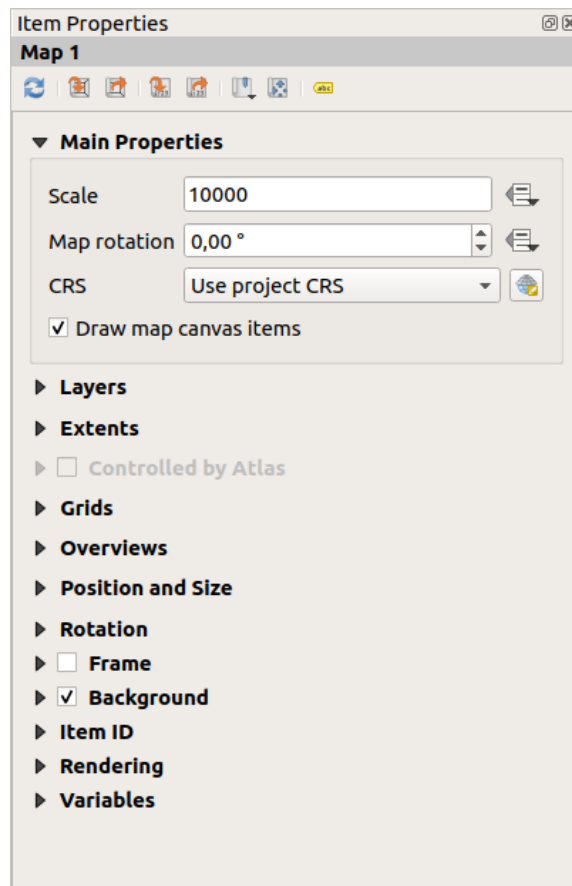 Item Properties
Map 1
abc
Main Properties
Scale 10000
Map rotation 0,00 °
CRS Use project CRS
Draw map canvas items
Layers
Extents
Controlled by Atlas
Grids
Overviews
Position and Size
Rotation
Frame
Background
Item ID
Rendering
Variables